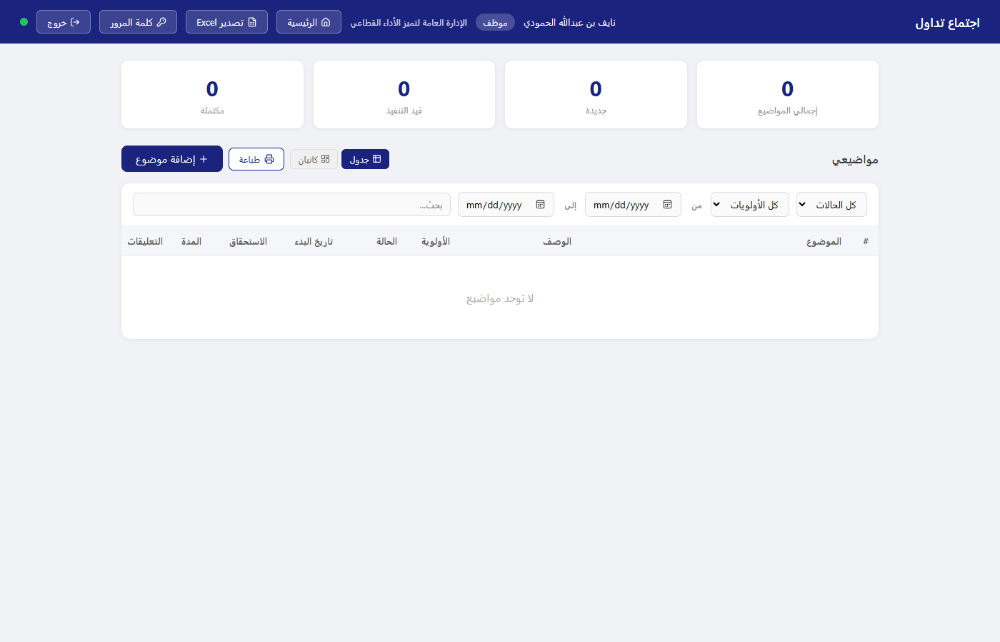 اجتماع تداول
نايف بن عبدالله الحمودي
موظف
الإدارة العامة لتميز الأداء القطاعي
الرئيسية
تصدير Excel
كلمة المرور
خروج
0
إجمالي المواضيع
0
جديدة
0
قيد التنفيذ
0
مكتملة
مواضيعي
جدول
كانبان
طباعة
+ إضافة موضوع
كل الحالات
كل الأولويات
من
mm/dd/yyyy
إلى
mm/dd/yyyy
بحث...
# الموضوع الوصف الأولوية الحالة تاريخ البدء الاستحقاق المدة التعليقات
لا توجد مواضيع